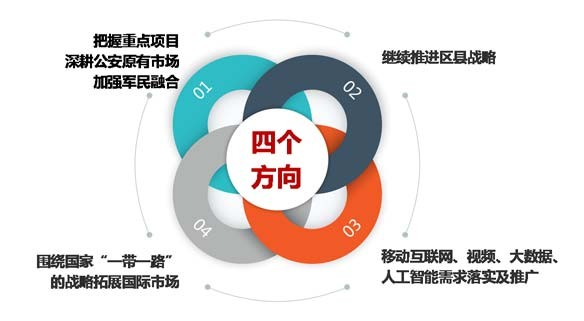 把握重点项目
深耕公安原有市场
加强军民融合
01
继续推进区县战略
02
四个
方向
04
围绕国家“一带一路”
的战略拓展国际市场
03
移动互联网、视频、大数据、
人工智能需求落实及推广